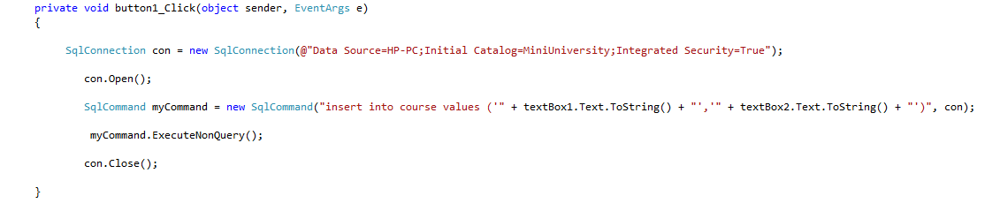 private void button1_Click(object sender, EventArgs e)
{
SqlConnection con = new SqlConnection(@"Data Source=HP-PC;Initial Catalog=MiniUniversity;Integrated Security=True");
con.Open();
SqlCommand myCommand = new SqlCommand("insert into course values ('" + textBox1.Text.ToString() + "','" + textBox2.Text.ToString() + "')", con);
myCommand.ExecuteNonQuery();
con.Close();
}